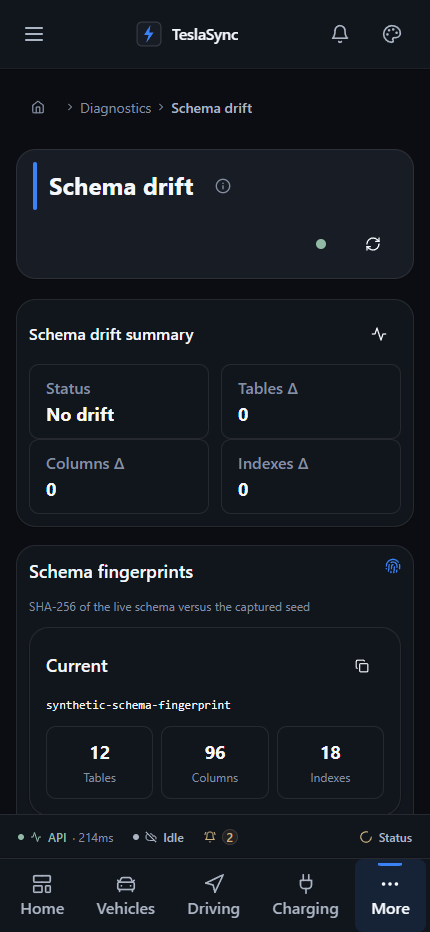 TeslaSync
Diagnostics > Schema drift
Schema drift
Schema drift summary
Status
No drift
Tables Δ
0
Columns Δ
0
Indexes Δ
0
Schema fingerprints
SHA-256 of the live schema versus the captured seed
Current
synthetic-schema-fingerprint
12
Tables
96
Columns
18
Indexes
API · 214ms
Idle
2
Status
Home
Vehicles
Driving
Charging
More